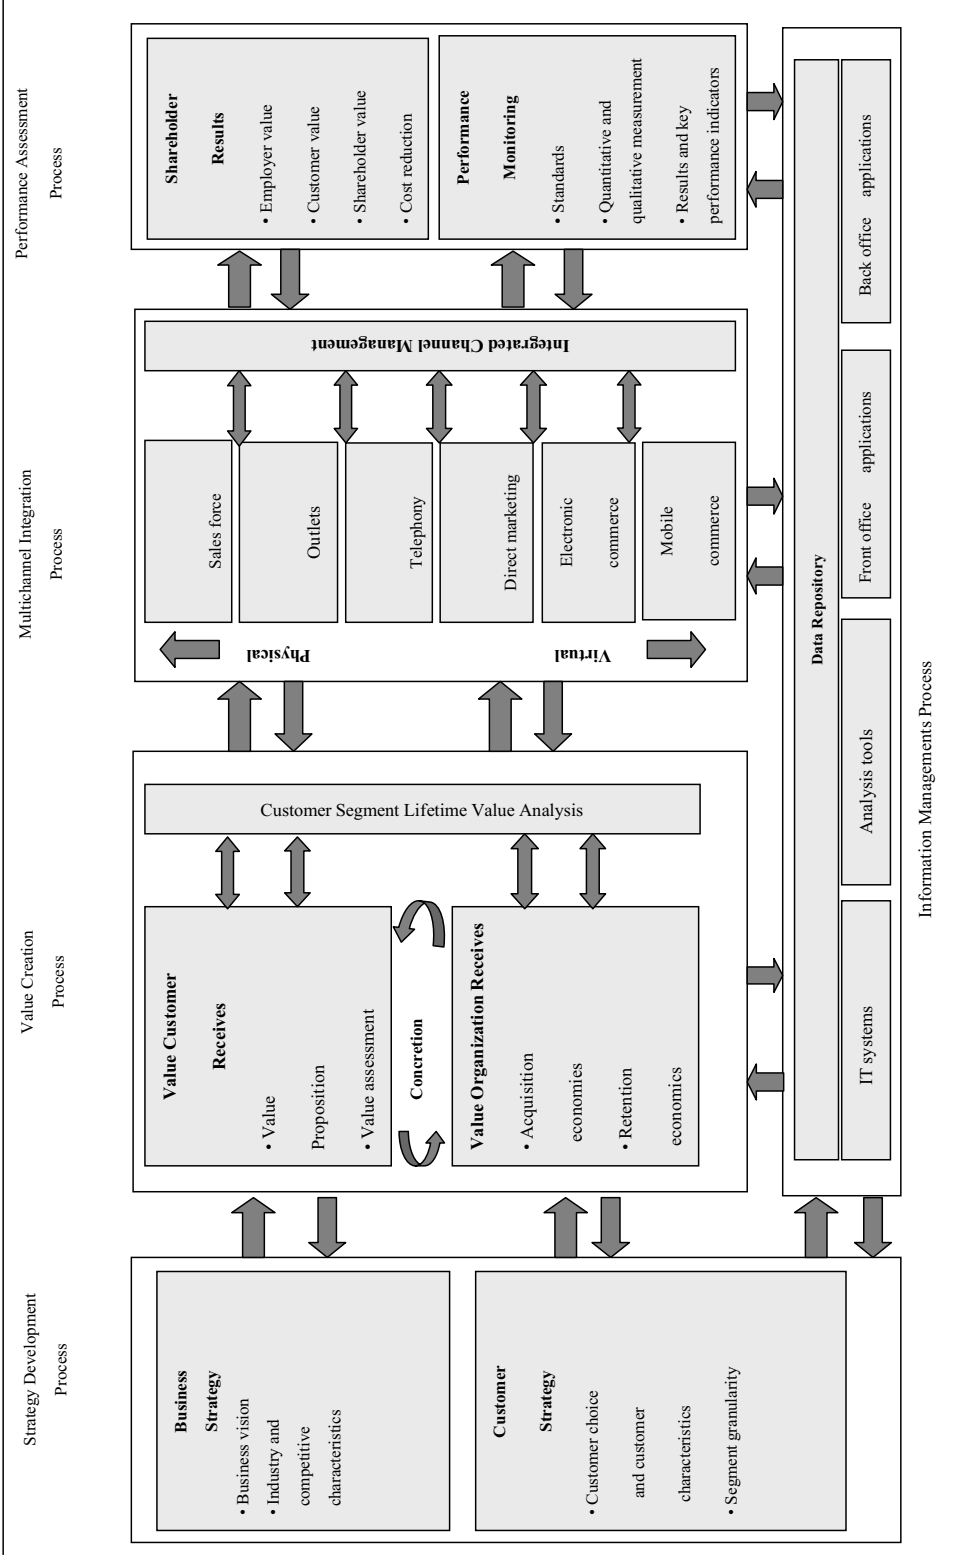 Strategy Development
Process
Value Creation
Process
Multichannel Integration
Process
Performance Assessment
Process
Business
Strategy
• Business vision
• Industry and
competitive
characteristics
Customer
Strategy
• Customer choice
and customer
characteristics
• Segment granularity
Value Customer
Receives
• Value
Proposition
• Value assessment
Concretion
Value Organization Receives
• Acquisition
economies
• Retention
economics
Customer Segment Lifetime Value Analysis
Physical
Virtual
Sales force
Outlets
Telephony
Direct marketing
Electronic
commerce
Mobile
commerce
Integrated Channel Management
Shareholder
Results
• Employer value
• Customer value
• Shareholder value
• Cost reduction
Performance
Monitoring
• Standards
• Quantitative and
qualitative measurement
• Results and key
performance indicators
Data Repository
IT systems
Analysis tools
Front office applications
Back office applications
Information Managements Process